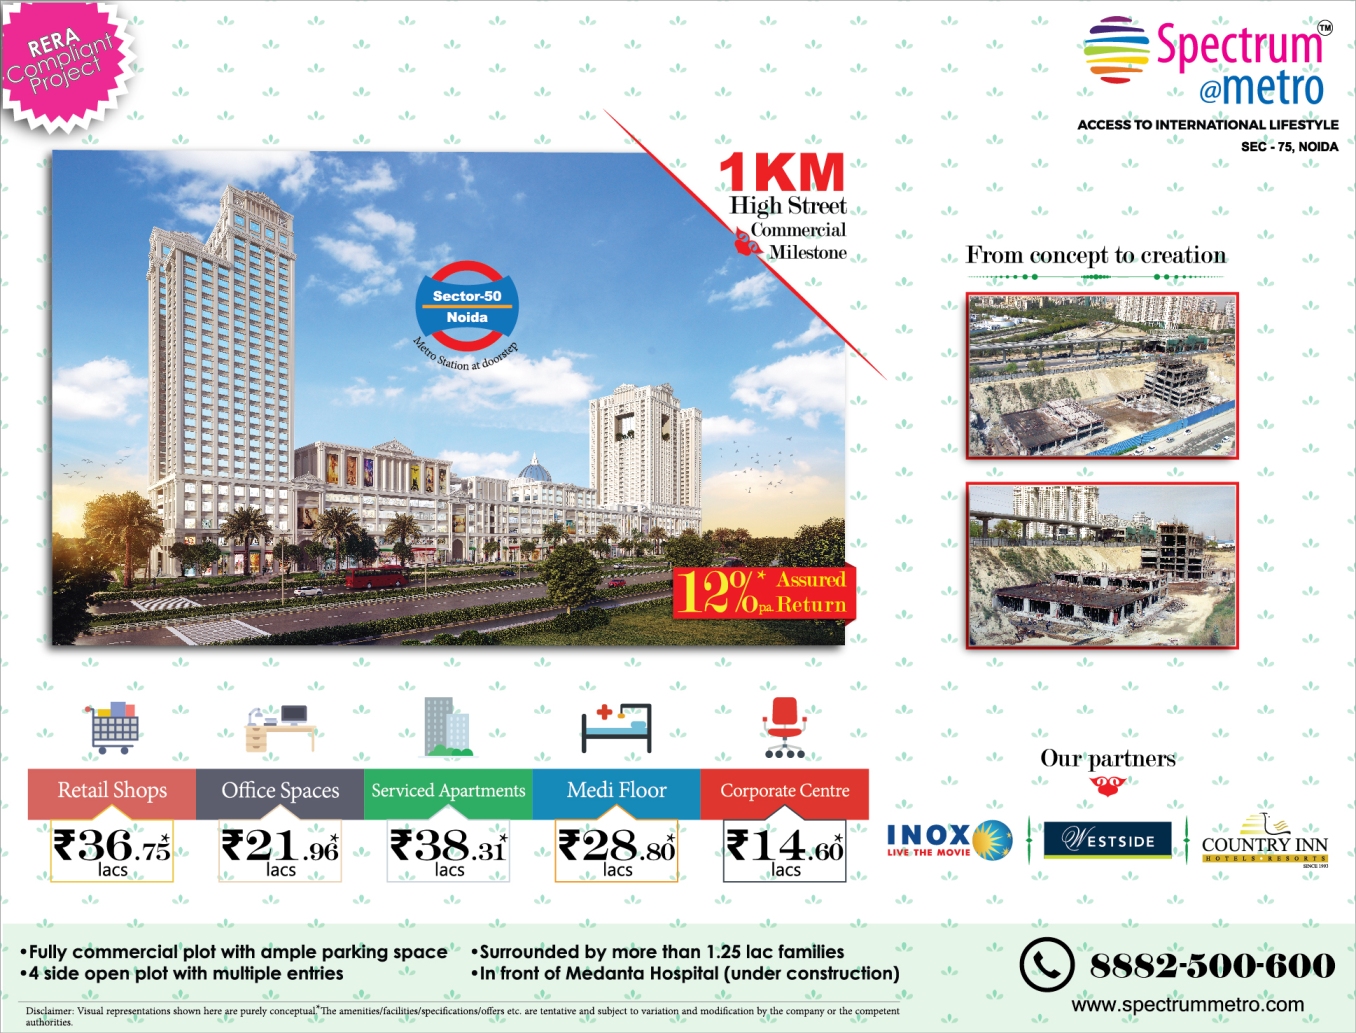 RERA
Compliant
Project
Spectrum™
@metro
ACCESS TO INTERNATIONAL LIFESTYLE
SEC - 75, NOIDA
1KM
High Street
Commercial
Milestone
Sector-50
Noida
Metro Station at doorstep
From concept to creation
12%* Assured
pa Return
Retail Shops
₹36.75*
lacs
Office Spaces
₹21.96*
lacs
Serviced Apartments
₹38.31*
lacs
Medi Floor
₹28.80*
lacs
Corporate Centre
₹14.60*
lacs
Our partners
INOX
LIVE THE MOVIE
WESTSIDE
COUNTRY INN
HOTELS • RESORTS
SINCE 1993
•Fully commercial plot with ample parking space
•4 side open plot with multiple entries
•Surrounded by more than 1.25 lac families
•In front of Medanta Hospital (under construction)
8882-500-600
www.spectrummetro.com
Disclaimer: Visual representations shown here are purely conceptual.*The amenities/facilities/specifications/offers etc. are tentative and subject to variation and modification by the company or the competent
authorities.